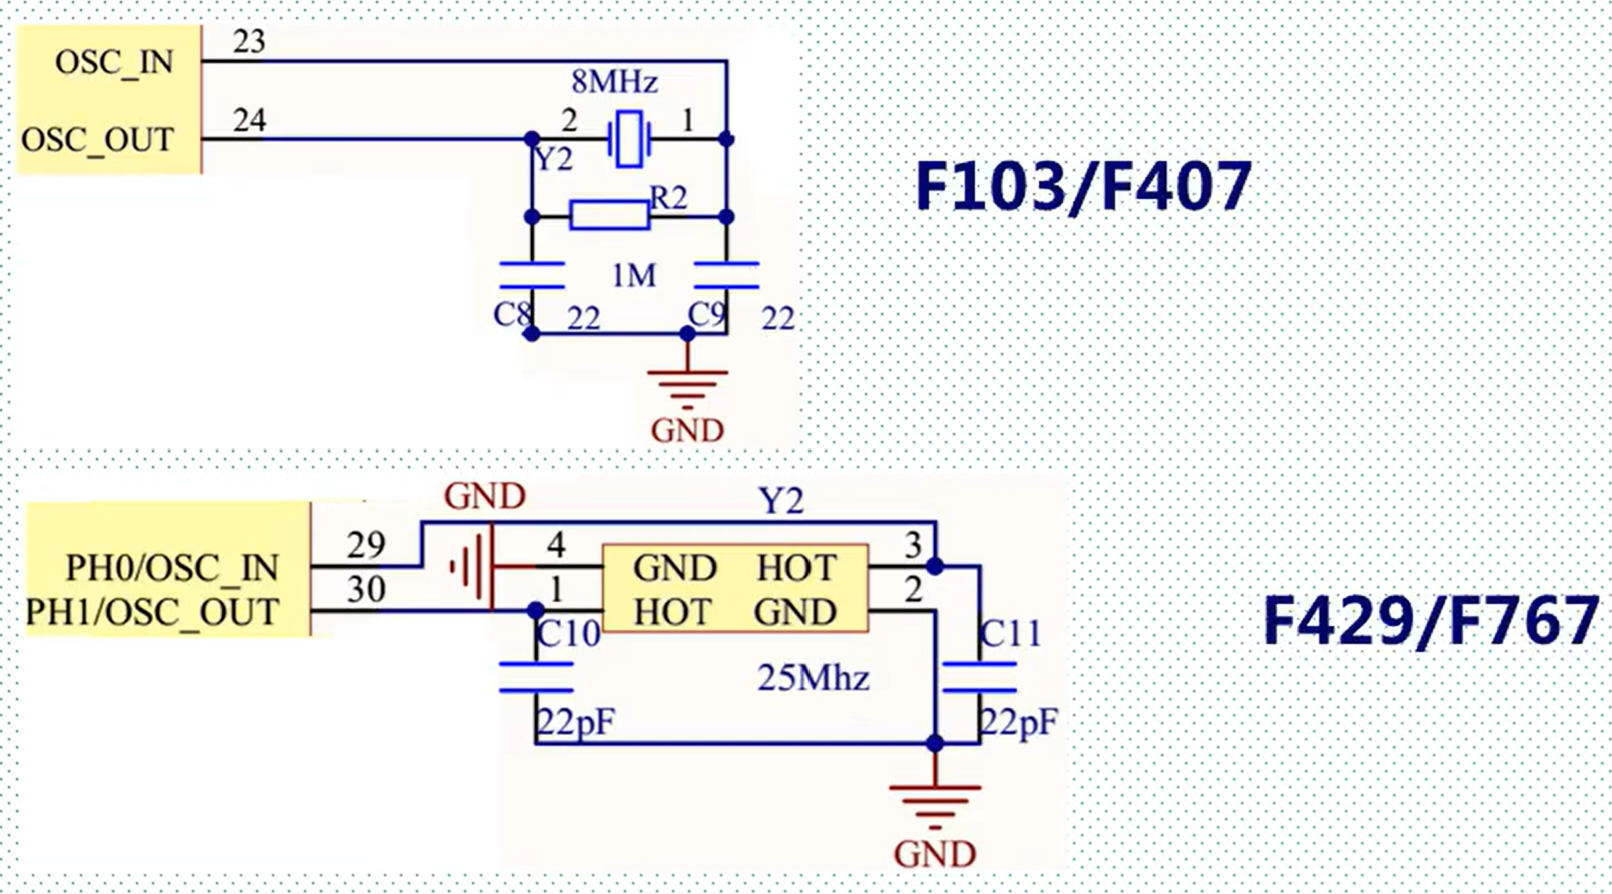 23
OSC_IN
8MHz
24
2
1
OSC_OUT
Y2
R2
1M
C8
22
C9
22
GND
F103/F407
GND
Y2
29
4
3
PH0/OSC_IN
GND HOT
30
1
2
PH1/OSC_OUT
HOT GND
C10
C11
25Mhz
22pF
22pF
GND
F429/F767